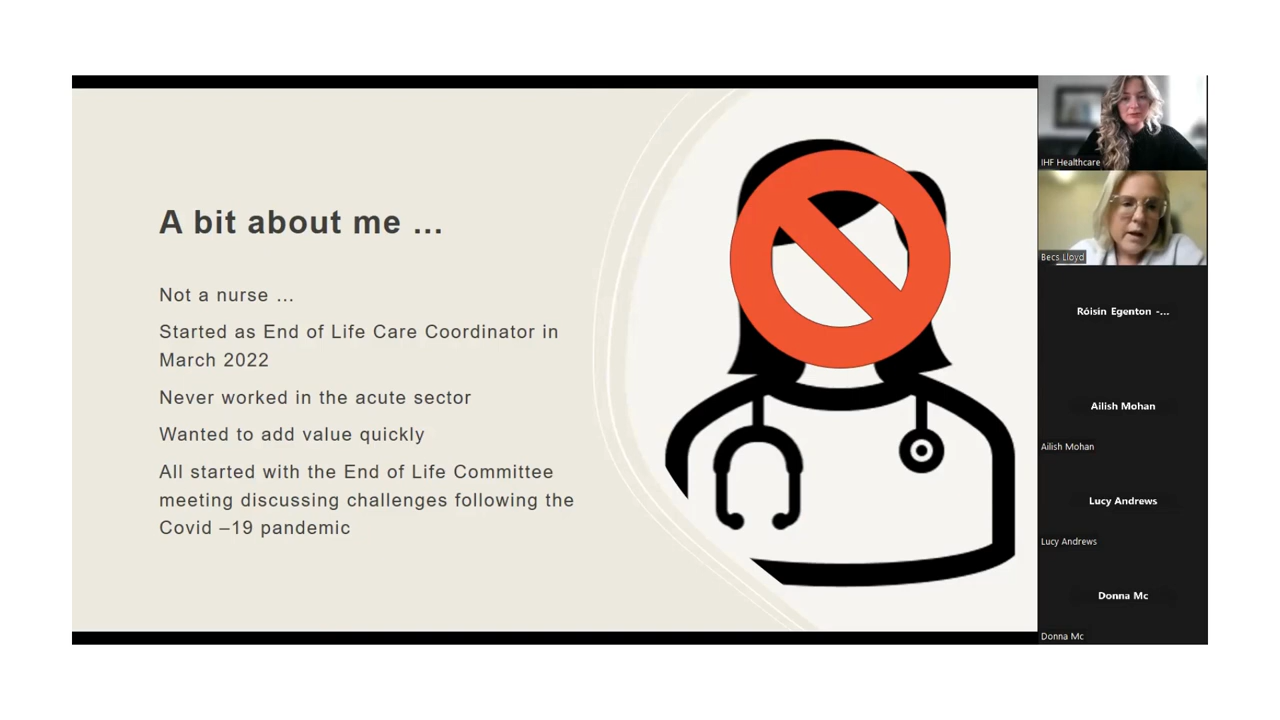 A bit about me ...
Not a nurse ...
Started as End of Life Care Coordinator in
March 2022
Never worked in the acute sector
Wanted to add value quickly
All started with the End of Life Committee
meeting discussing challenges following the
Covid –19 pandemic
IHF Healthcare
Becs Lloyd
Róisín Egenton -...
Ailish Mohan
Ailish Mohan
Lucy Andrews
Lucy Andrews
Donna Mc
Donna Mc